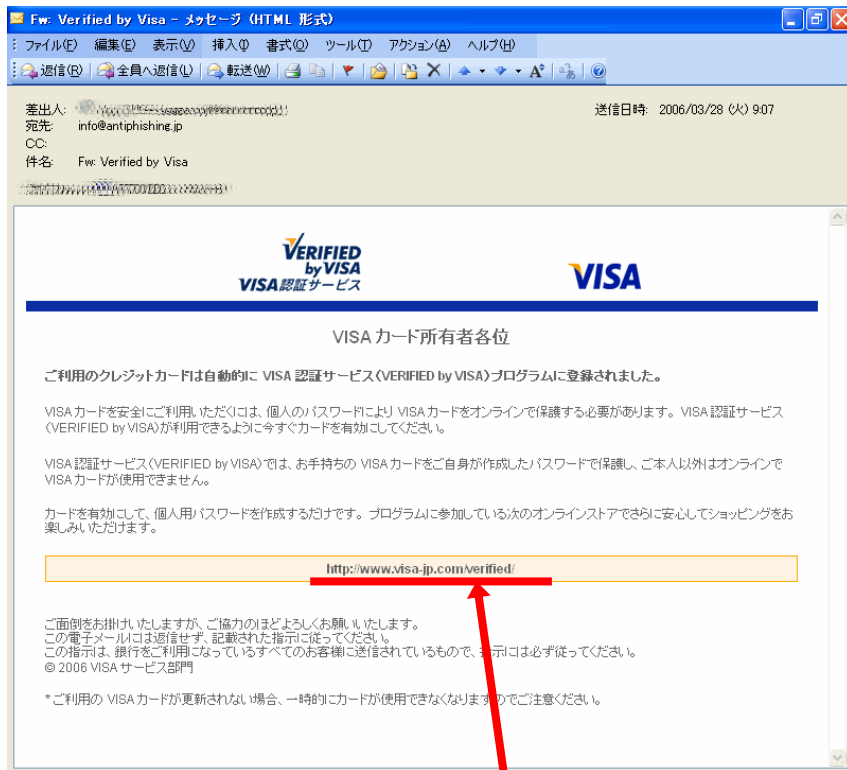 Fw: Verified by Visa - メッセージ (HTML 形式)
ファイル(F) 編集(E) 表示(V) 挿入(I) 書式(O) ツール(T) アクション(A) ヘルプ(H)
返信(R) 全員へ返信(L) 転送(W)
差出人:
送信日時: 2006/03/28 (火) 9:07
宛先: info@antiphishing.jp
CC:
件名: Fw: Verified by Visa
VERIFIED
by VISA
VISA認証サービス
VISA
VISA カード所有者各位
ご利用のクレジットカードは自動的に VISA 認証サービス(VERIFIED by VISA)プログラムに登録されました。
VISA カードを安全にご利用いただくには、個人のパスワードにより VISA カードをオンラインで保護する必要があります。VISA 認証サービス
(VERIFIED by VISA)が利用できるように今すぐカードを有効にしてください。
VISA 認証サービス(VERIFIED by VISA)では、お手持ちの VISA カードをご自身が作成したパスワードで保護し、ご本人以外はオンラインで
VISA カードが使用できません。
カードを有効にして、個人用パスワードを作成するだけです。プログラムに参加している次のオンラインストアでさらに安心してショッピングをお
楽しみいただけます。
http://www.visa-jp.com/verified/
ご面倒をお掛けいたしますが、ご協力のほどよろしくお願いいたします。
この電子メールには返信せず、記載された指示に従ってください。
この指示は、銀行をご利用になっているすべてのお客様に送信されているもので、指示には必ず従ってください。
© 2006 VISA サービス部門
* ご利用の VISA カードが更新されない場合、一時的にカードが使用できなくなりますのでご注意ください。